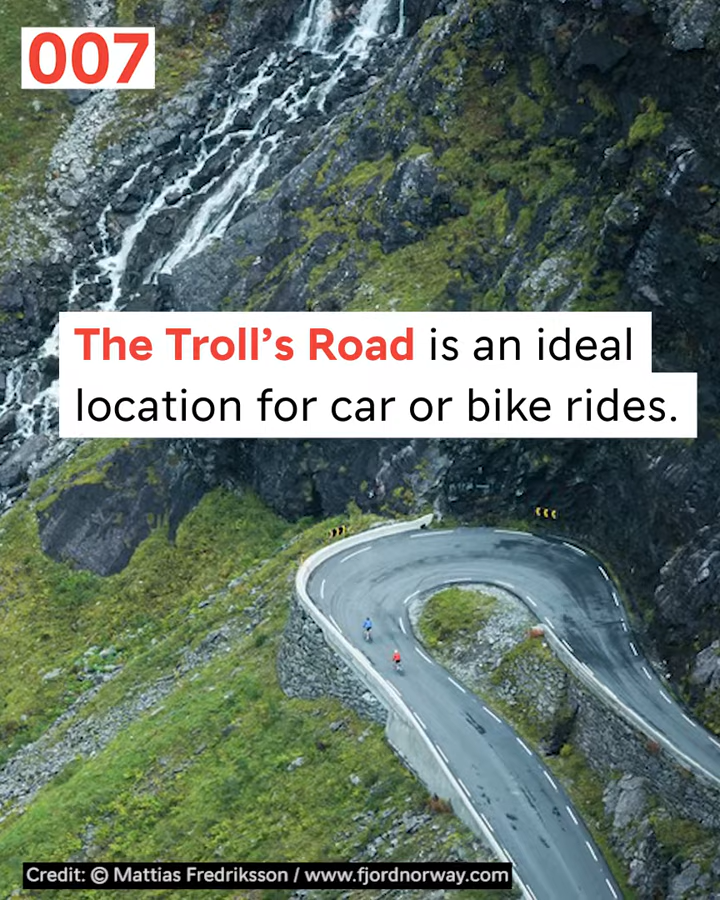 007
The Troll’s Road is an ideal
location for car or bike rides.
Credit: © Mattias Fredriksson / www.fjordnorway.com